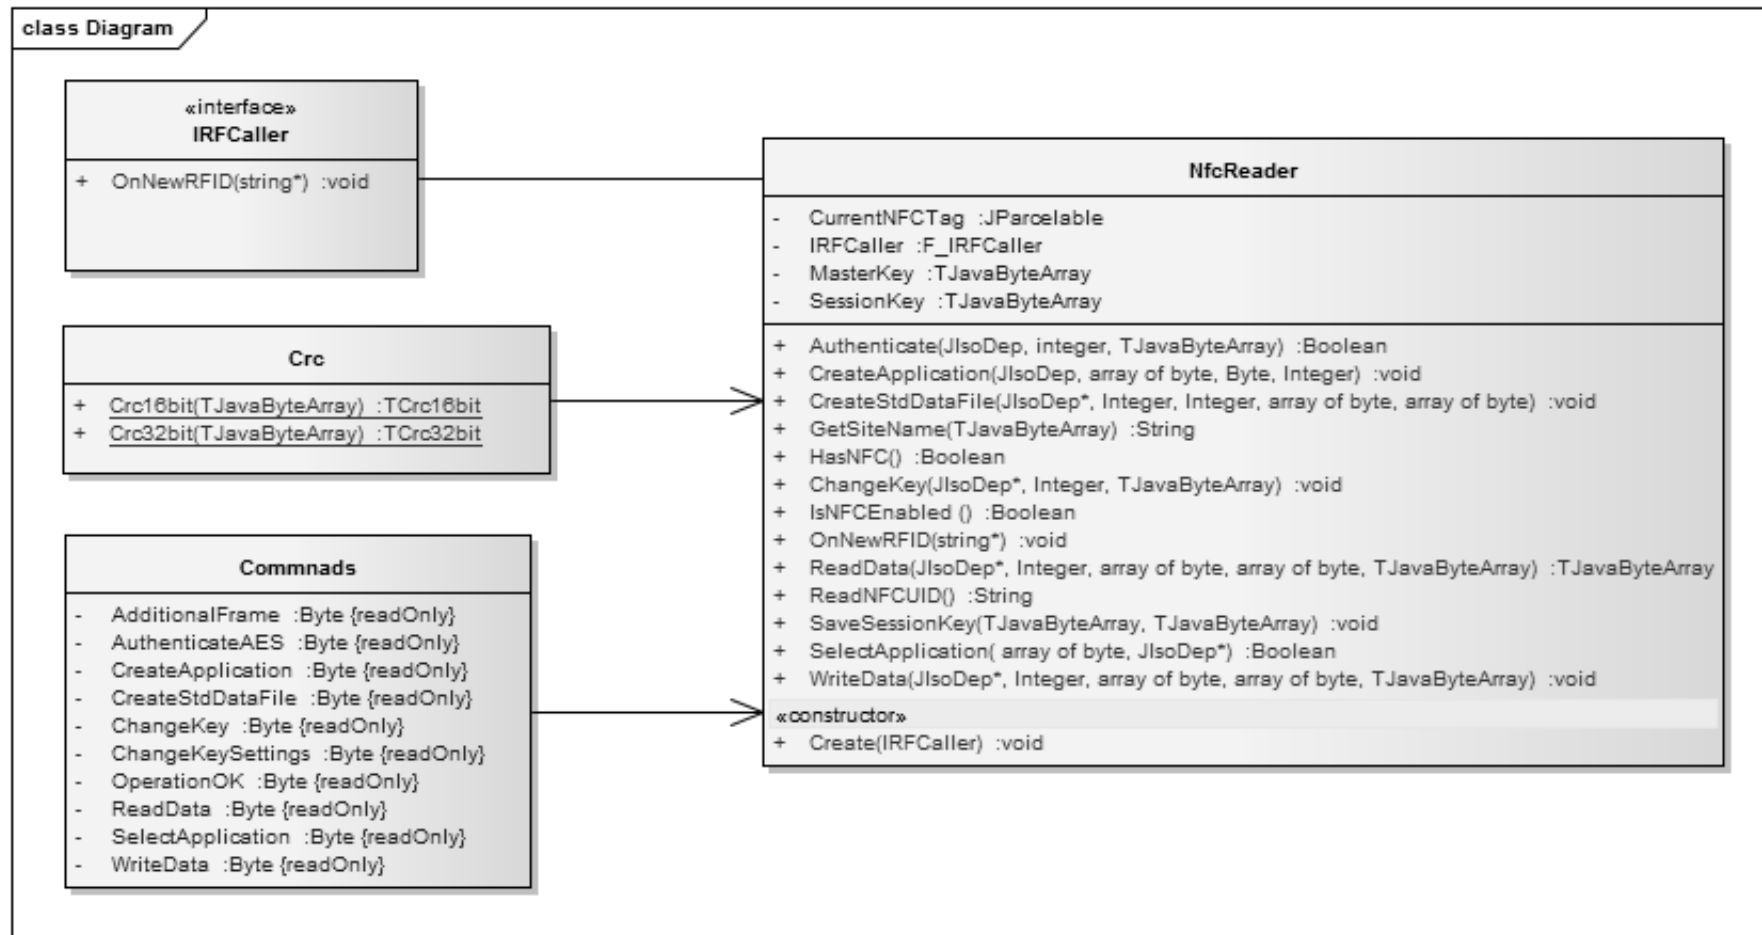 class Diagram
«interface»
IRFCaller
+ OnNewRFID(string*) :void
Crc
+ Crc16bit(TJavaByteArray) :TCrc16bit
+ Crc32bit(TJavaByteArray) :TCrc32bit
Commnads
- AdditionalFrame :Byte {readOnly}
- AuthenticateAES :Byte {readOnly}
- CreateApplication :Byte {readOnly}
- CreateStdDataFile :Byte {readOnly}
- ChangeKey :Byte {readOnly}
- ChangeKeySettings :Byte {readOnly}
- OperationOK :Byte {readOnly}
- ReadData :Byte {readOnly}
- SelectApplication :Byte {readOnly}
- WriteData :Byte {readOnly}
NfcReader
- CurrentNFCTag :JParcelable
- IRFCaller :F_IRFCaller
- MasterKey :TJavaByteArray
- SessionKey :TJavaByteArray
+ Authenticate(JIsoDep, integer, TJavaByteArray) :Boolean
+ CreateApplication(JIsoDep, array of byte, Byte, Integer) :void
+ CreateStdDataFile(JIsoDep*, Integer, Integer, array of byte, array of byte) :void
+ GetSiteName(TJavaByteArray) :String
+ HasNFC() :Boolean
+ ChangeKey(JIsoDep*, Integer, TJavaByteArray) :void
+ IsNFCEnabled () :Boolean
+ OnNewRFID(string*) :void
+ ReadData(JIsoDep*, Integer, array of byte, array of byte, TJavaByteArray) :TJavaByteArray
+ ReadNFCUID() :String
+ SaveSessionKey(TJavaByteArray, TJavaByteArray) :void
+ SelectApplication( array of byte, JIsoDep*) :Boolean
+ WriteData(JIsoDep*, Integer, array of byte, array of byte, TJavaByteArray) :void
«constructor»
+ Create(IRFCaller) :void